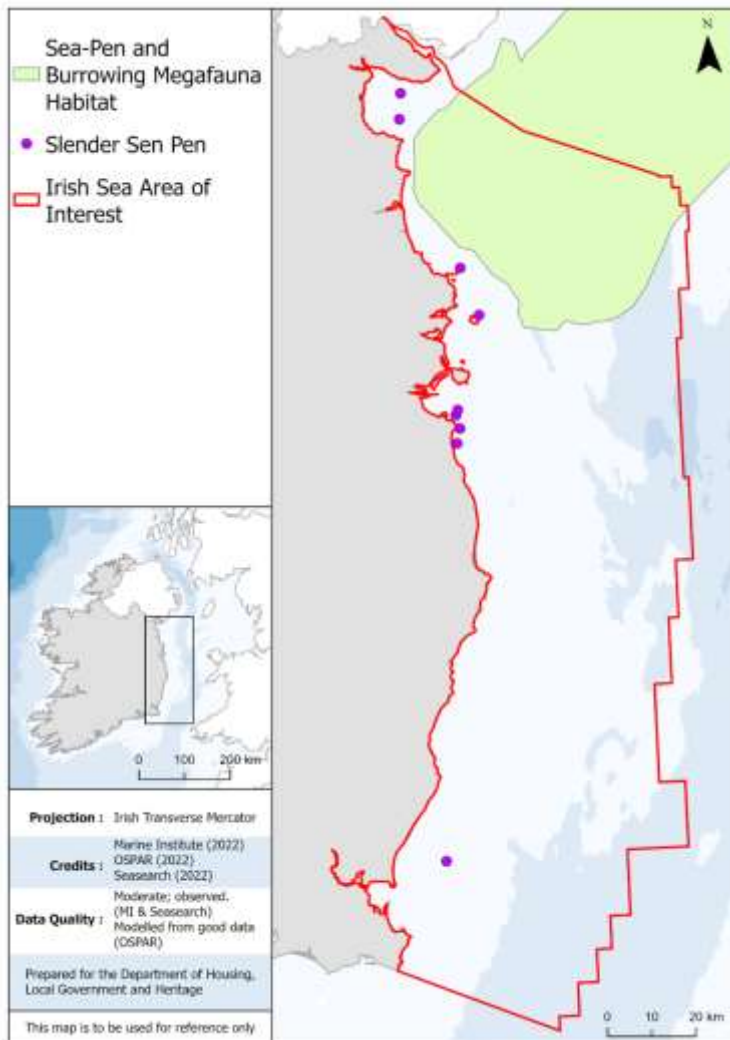 Sea-Pen and
Burrowing Megafauna
Habitat
Slender Sen Pen
Irish Sea Area of
Interest
N
0 100 200 km
Projection : Irish Transverse Mercator
Credits : Marine Institute (2022)
OSPAR (2022)
Seasearch (2022)
Data Quality : Moderate; observed.
(MI & Seasearch)
Modelled from good data
(OSPAR)
Prepared for the Department of Housing,
Local Government and Heritage
This map is to be used for reference only
0 10 20 km